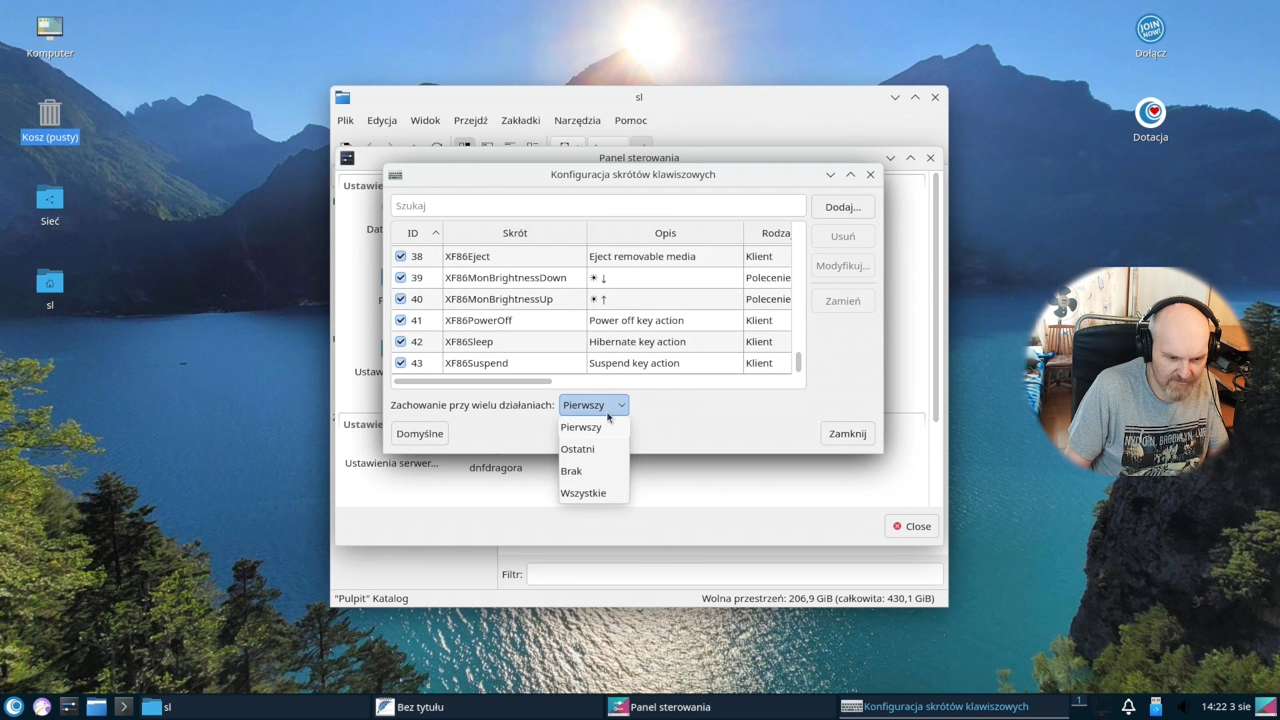 Komputer
Kosz (pusty)
Sieć
sl
JOIN NOW!
Dołącz
Dotacja
sl
Plik Edycja Widok Przejdź Zakładki Narzędzia Pomoc
Panel sterowania
Konfiguracja skrótów klawiszowych
Szukaj
Dodaj...
ID Skrót Opis Rodza
Usuń
38 XF86Eject Eject removable media Klient
Modyfikuj...
39 XF86MonBrightnessDown ☀ ↓ Polecenie
40 XF86MonBrightnessUp ☀ ↑ Polecenie
Zamień
41 XF86PowerOff Power off key action Klient
42 XF86Sleep Hibernate key action Klient
43 XF86Suspend Suspend key action Klient
Zachowanie przy wielu działaniach: Pierwszy
Pierwszy
Ostatni
Brak
Wszystkie
Domyślne
Zamknij
Ustawie
Dat
Ustaw
Ustawie
Ustawienia serwer...
dnfdragora
Close
Filtr:
"Pulpit" Katalog
Wolna przestrzeń: 206,9 GiB (całkowita: 430,1 GiB)
sl
Bez tytułu
Panel sterowania
Konfiguracja skrótów klawiszowych
1
14:22 3 sie